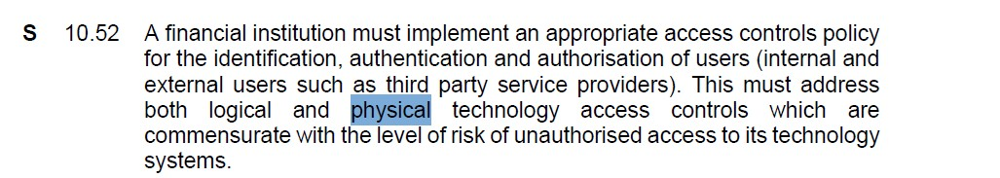 S 10.52 A financial institution must implement an appropriate access controls policy
for the identification, authentication and authorisation of users (internal and
external users such as third party service providers). This must address
both logical and physical technology access controls which are
commensurate with the level of risk of unauthorised access to its technology
systems.